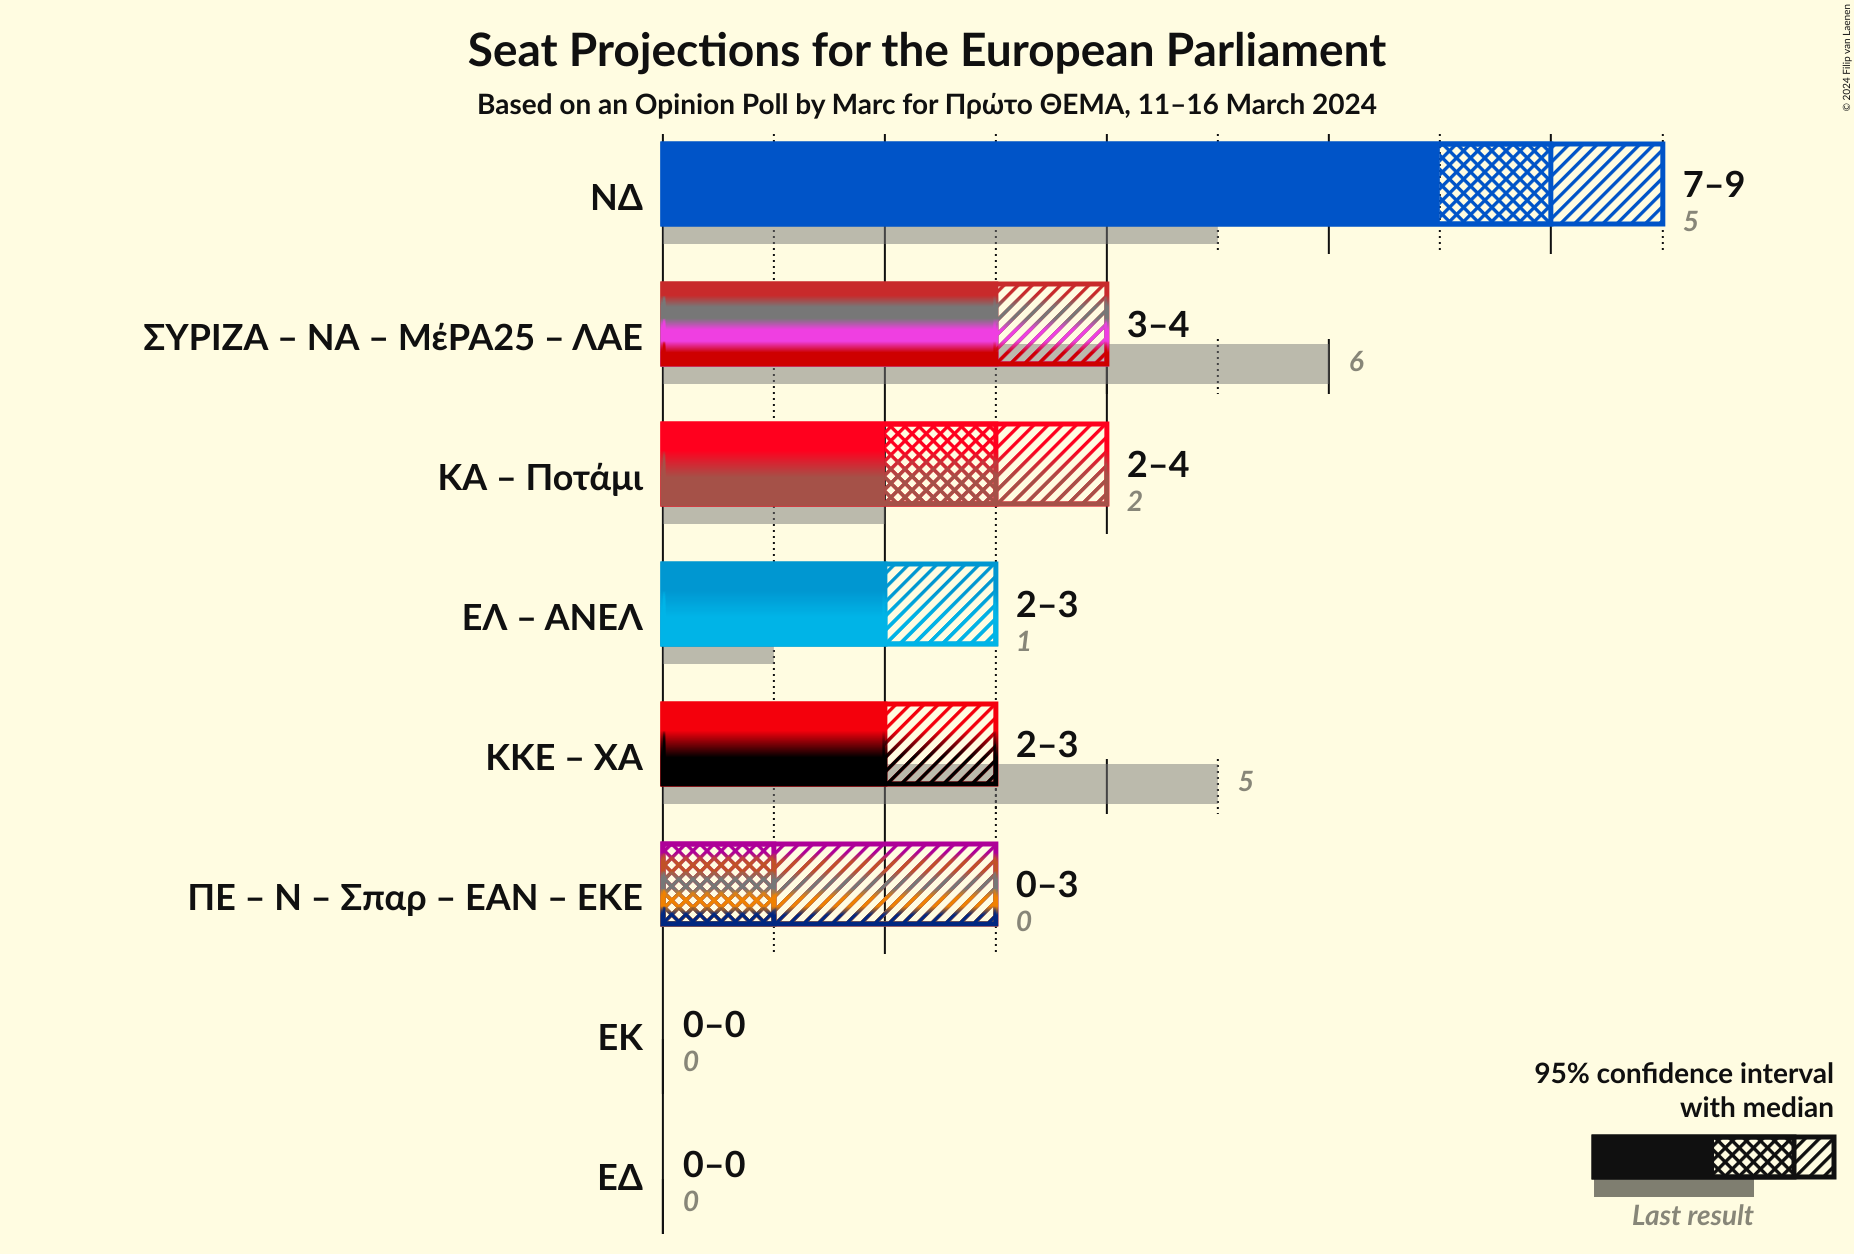 Seat Projections for the European Parliament
Based on an Opinion Poll by Marc for Πρώτο ΘΕΜΑ, 11–16 March 2024
© 2024 Filip van Laenen
ΝΔ
7–9
5
ΣΥΡΙΖΑ – ΝΑ – ΜέΡΑ25 – ΛΑΕ
3–4
6
ΚΑ – Ποτάμι
2–4
2
ΕΛ – ΑΝΕΛ
2–3
1
ΚΚΕ – ΧΑ
2–3
5
ΠΕ – Ν – Σπαρ – ΕΑΝ – ΕΚΕ
0–3
0
ΕΚ
0–0
0
ΕΔ
0–0
0
95% confidence interval
with median
Last result